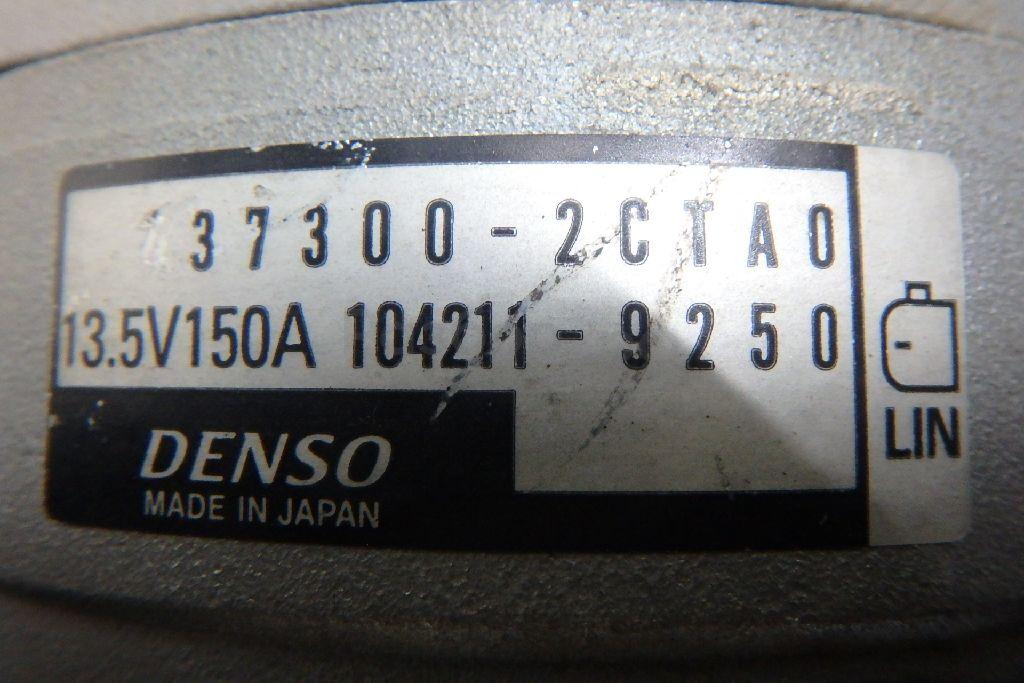 37300-2CTA0
13.5V150A 104211-9250
LIN
DENSO
MADE IN JAPAN